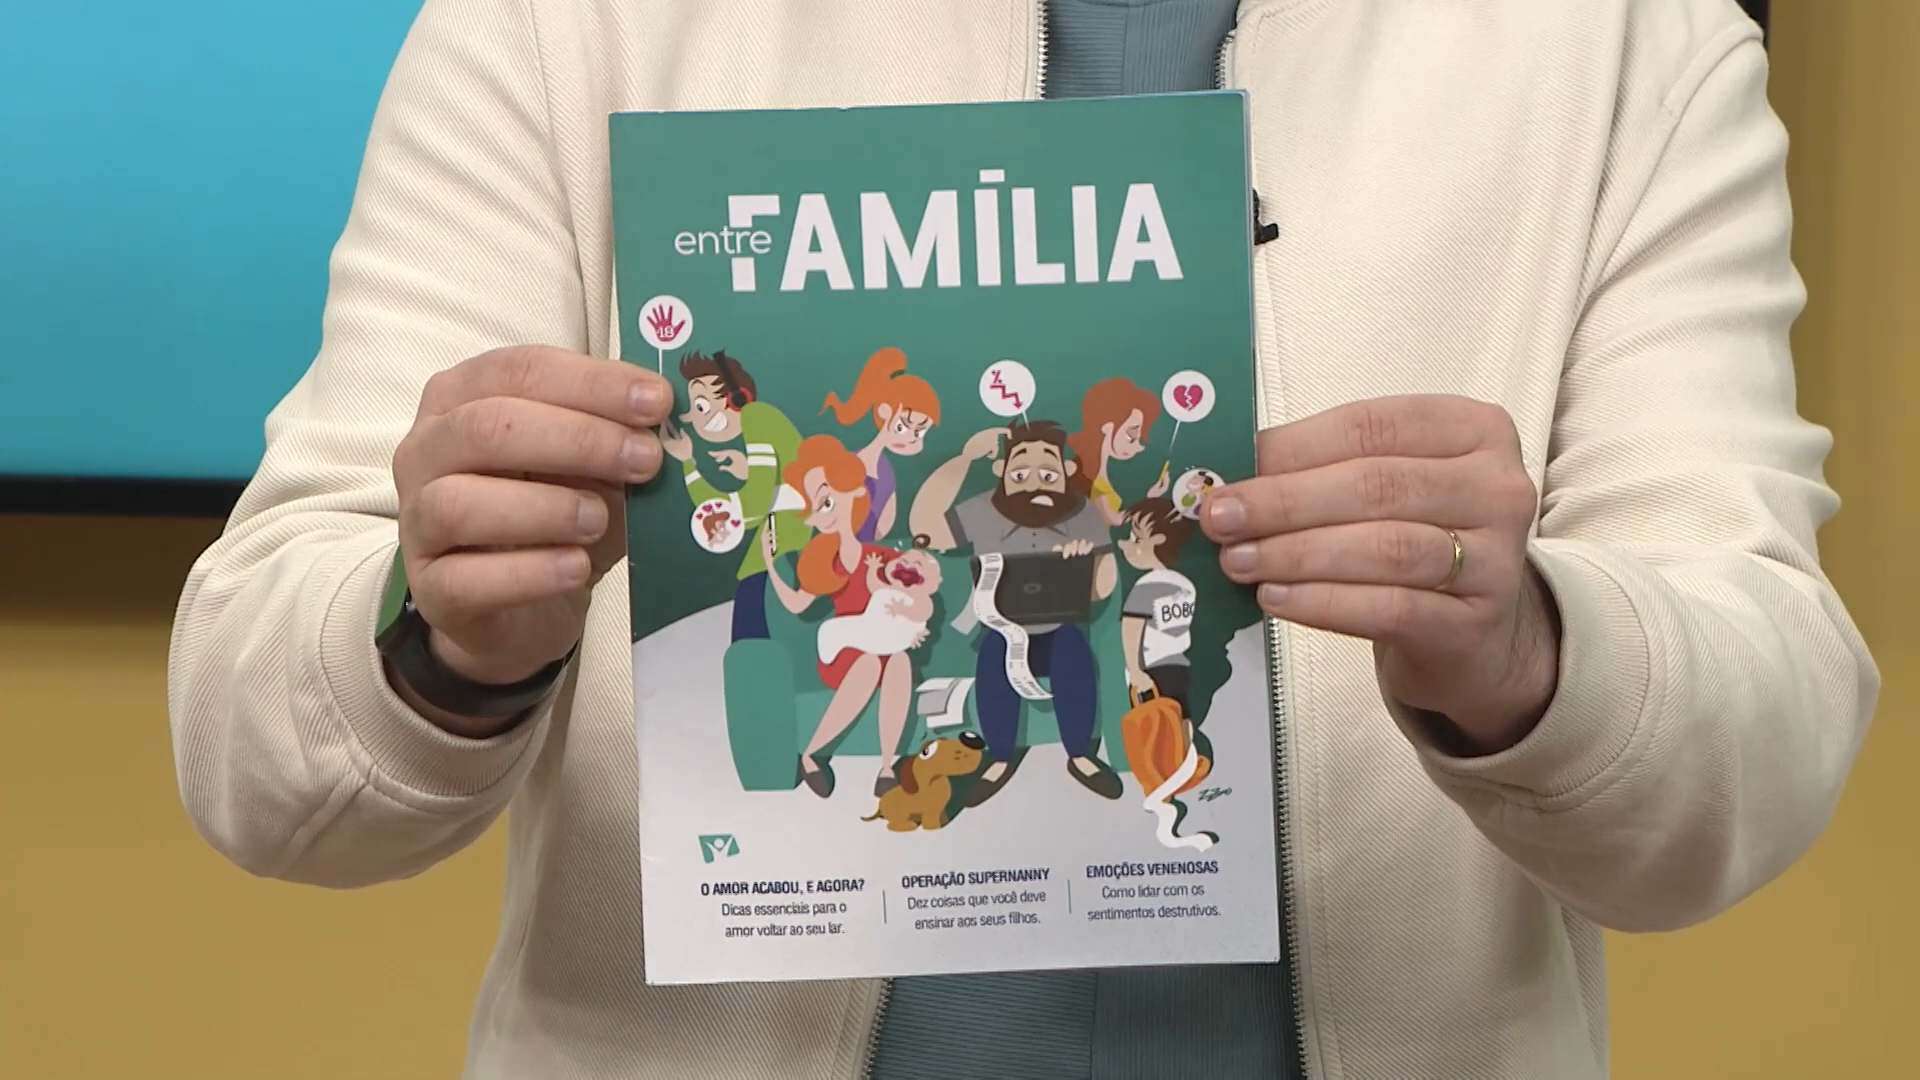 entre FAMÍLIA
18
%
BOBO
O AMOR ACABOU, E AGORA?
Dicas essenciais para o
amor voltar ao seu lar.
OPERAÇÃO SUPERNANNY
Dez coisas que você deve
ensinar aos seus filhos.
EMOÇÕES VENENOSAS
Como lidar com os
sentimentos destrutivos.